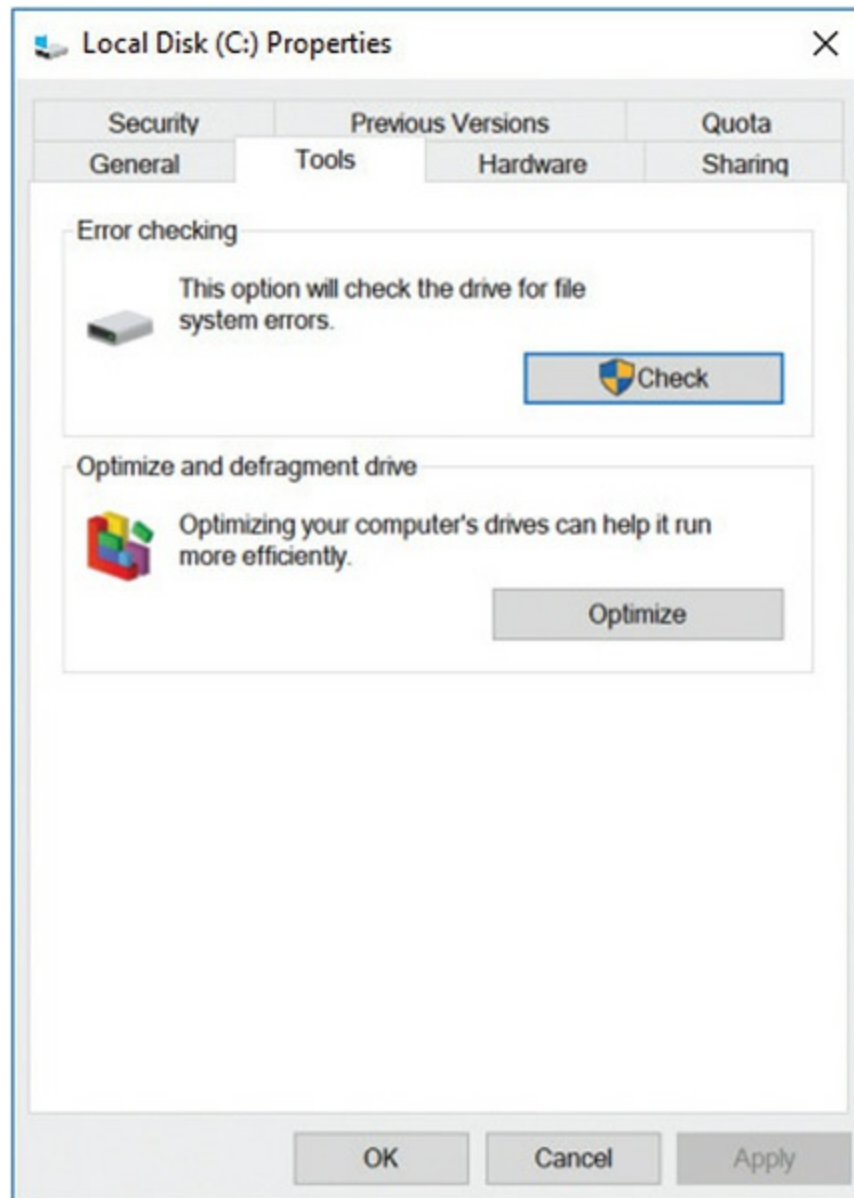 Local Disk (C:) Properties
Security Previous Versions Quota
General Tools Hardware Sharing
Error checking
This option will check the drive for file
system errors.
Check
Optimize and defragment drive
Optimizing your computer's drives can help it run
more efficiently.
Optimize
OK Cancel Apply